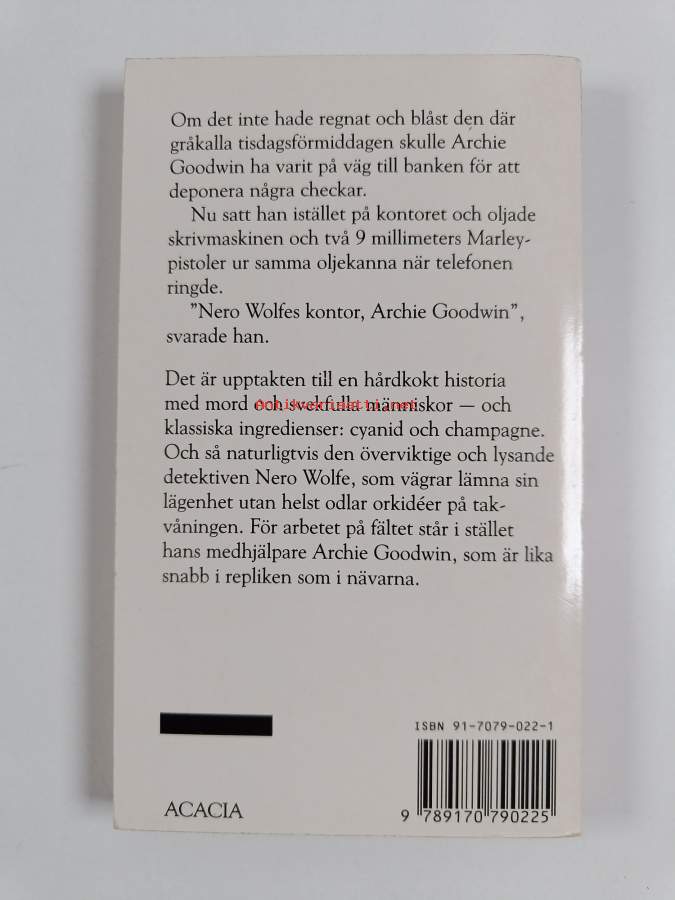 Om det inte hade regnat och blåst den där
gråkalla tisdagsförmiddagen skulle Archie
Goodwin ha varit på väg till banken för att
deponera några checkar.
Nu satt han istället på kontoret och oljade
skrivmaskinen och två 9 millimeters Marley-
pistoler ur samma oljekanna när telefonen
ringde.
”Nero Wolfes kontor, Archie Goodwin”,
svarade han.
Det är upptakten till en hårdkokt historia
med mord och svekfulla människor — och
klassiska ingredienser: cyanid och champagne.
Och så naturligtvis den överviktige och lysande
detektiven Nero Wolfe, som vägrar lämna sin
lägenhet utan helst odlar orkidéer på tak-
våningen. För arbetet på fältet står i stället
hans medhjälpare Archie Goodwin, som är lika
snabb i repliken som i nävarna.
Antikvariaatti.net
ISBN 91-7079-022-1
9 789170 790225
ACACIA